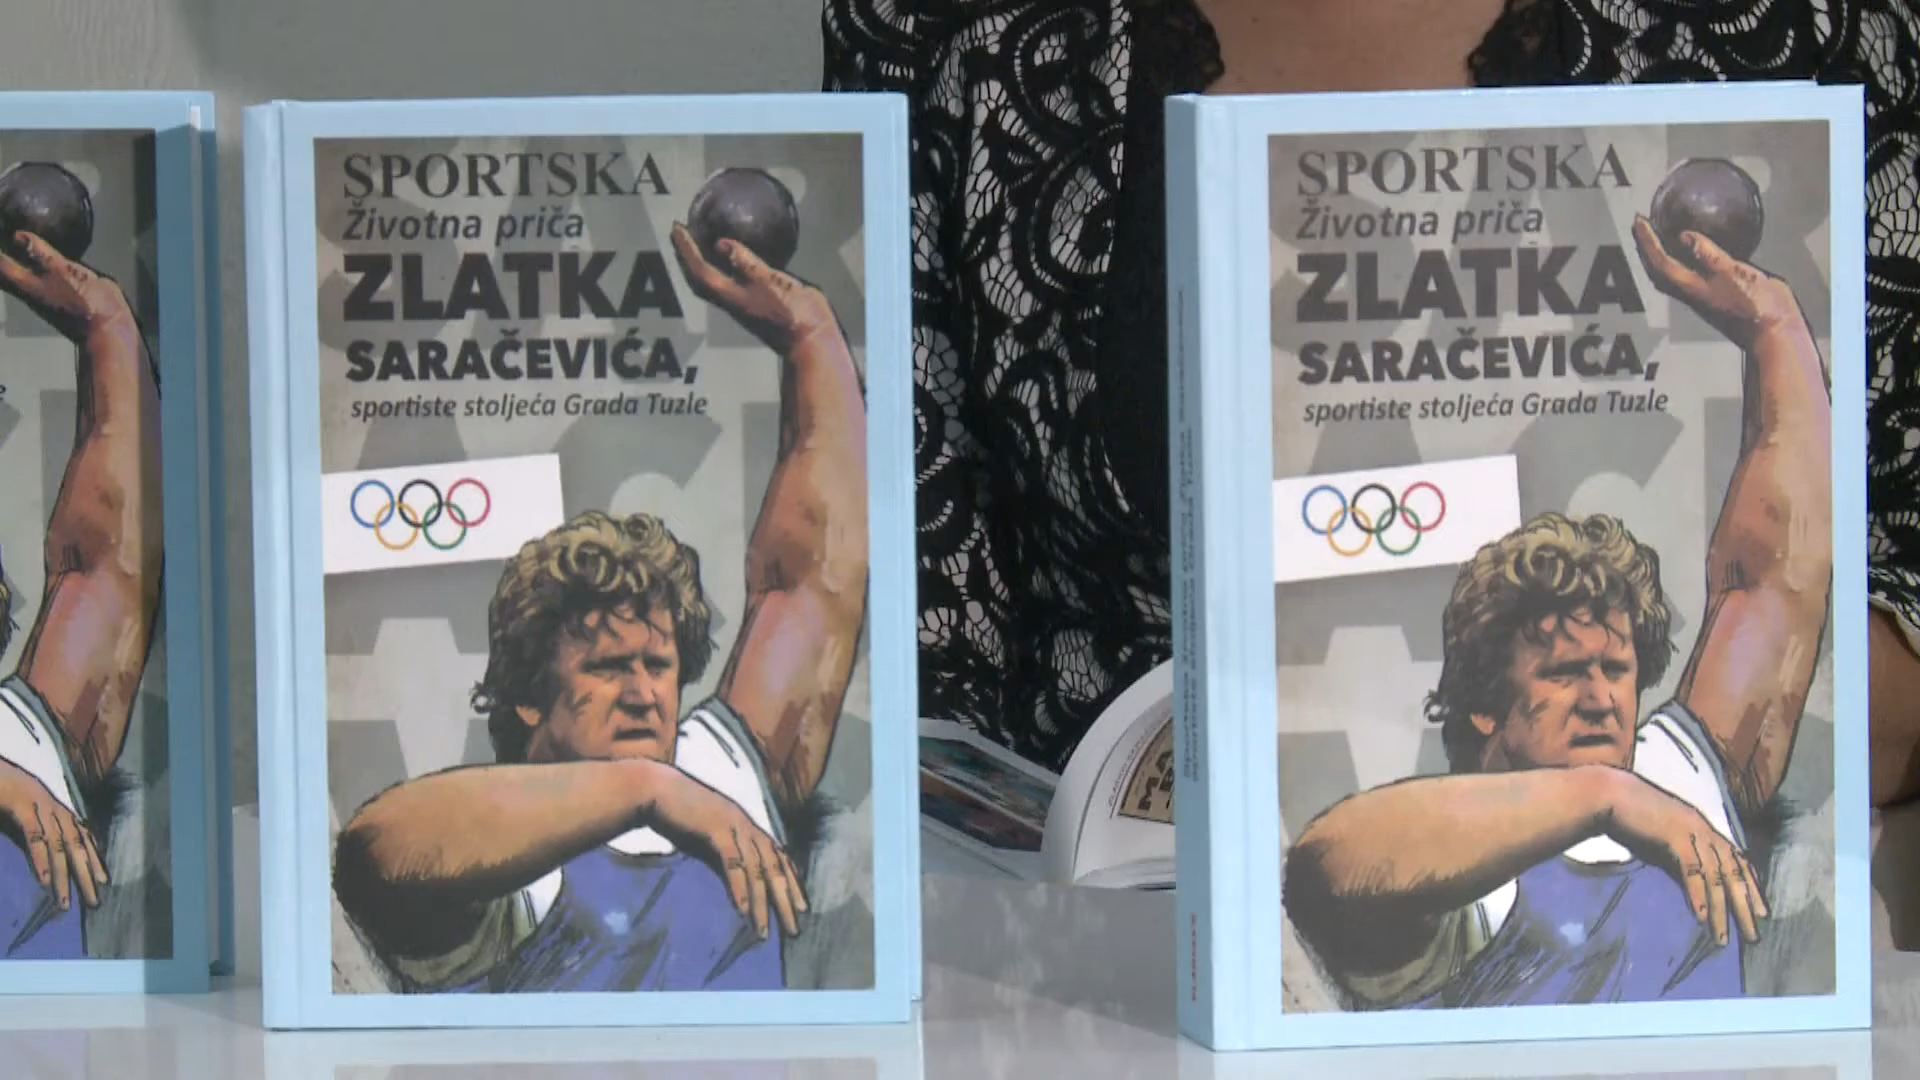 SPORTSKA
Životna priča
ZLATKA
SARAČEVIĆA,
sportiste stoljeća Grada Tuzle
SPORTSKA
Životna priča
ZLATKA
SARAČEVIĆA,
sportiste stoljeća Grada Tuzle